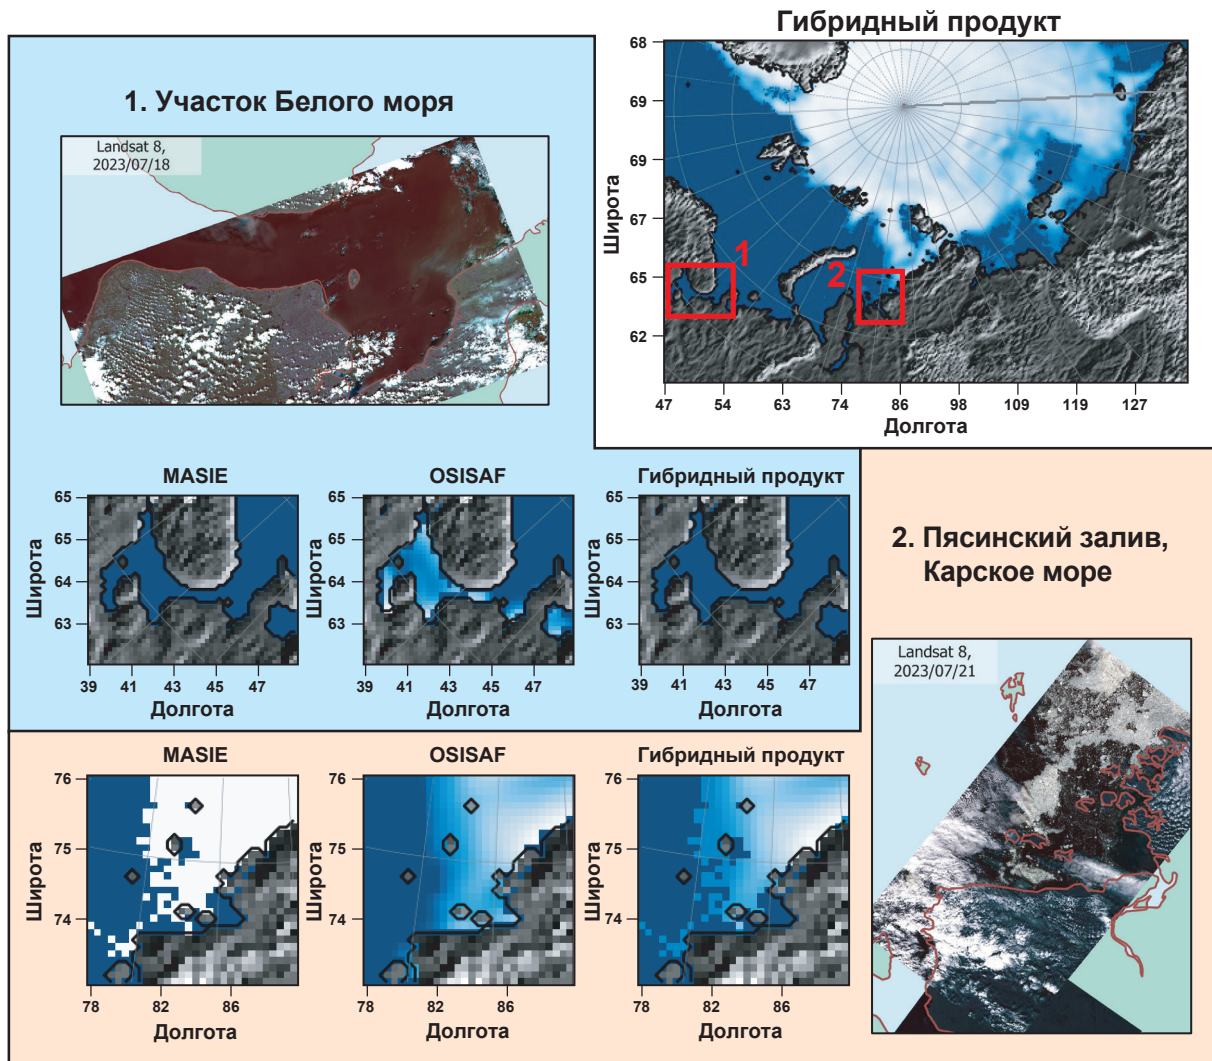 Гибридный продукт
68
69
69
67
65
62
Широта
1
2
47 54 63 74 86 98 109 119 127
Долгота
1. Участок Белого моря
Landsat 8,
2023/07/18
MASIE
65
65
64
63
Широта
39 41 43 45 47
Долгота
OSISAF
65
65
64
63
Широта
39 41 43 45 47
Долгота
Гибридный продукт
65
65
64
63
Широта
39 41 43 45 47
Долгота
2. Пясинский залив,
Карское море
Landsat 8,
2023/07/21
MASIE
76
75
74
Широта
78 82 86
Долгота
OSISAF
76
75
74
Широта
78 82 86
Долгота
Гибридный продукт
76
75
74
Широта
78 82 86
Долгота